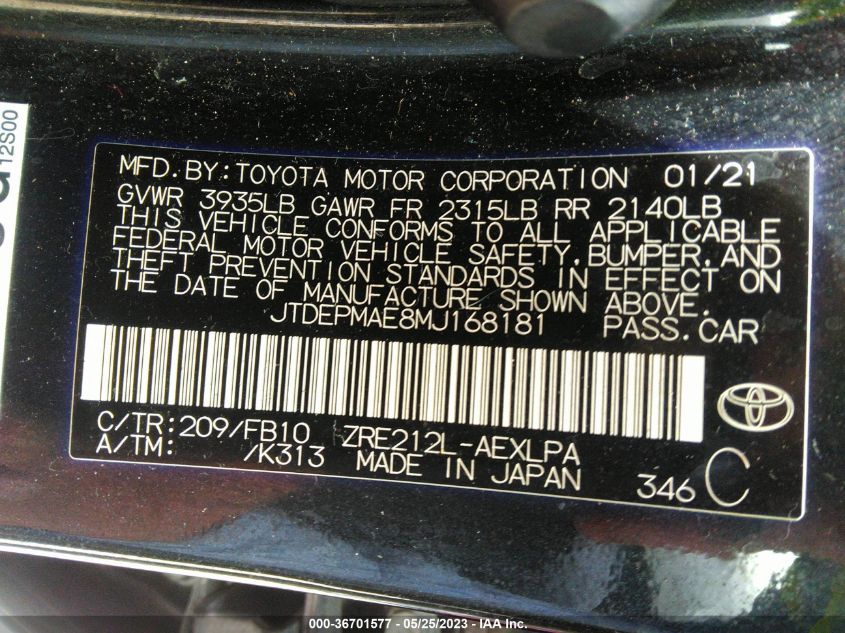 12S00
MFD.BY:TOYOTA MOTOR CORPORATION 01/21
GVWR 3935LB GAWR FR 2315LB RR 2140LB
THIS VEHICLE CONFORMS TO ALL APPLICABLE
FEDERAL MOTOR VEHICLE SAFETY,BUMPER,AND
THEFT PREVENTION STANDARDS IN EFFECT ON
THE DATE OF MANUFACTURE SHOWN ABOVE.
JTDEPMAE8MJ168181 PASS.CAR
C/TR:209/FB10 ZRE212L-AEXLPA
A/TM: /K313 MADE IN JAPAN
346 C
000-36701577 - 05/25/2023 - IAA Inc.